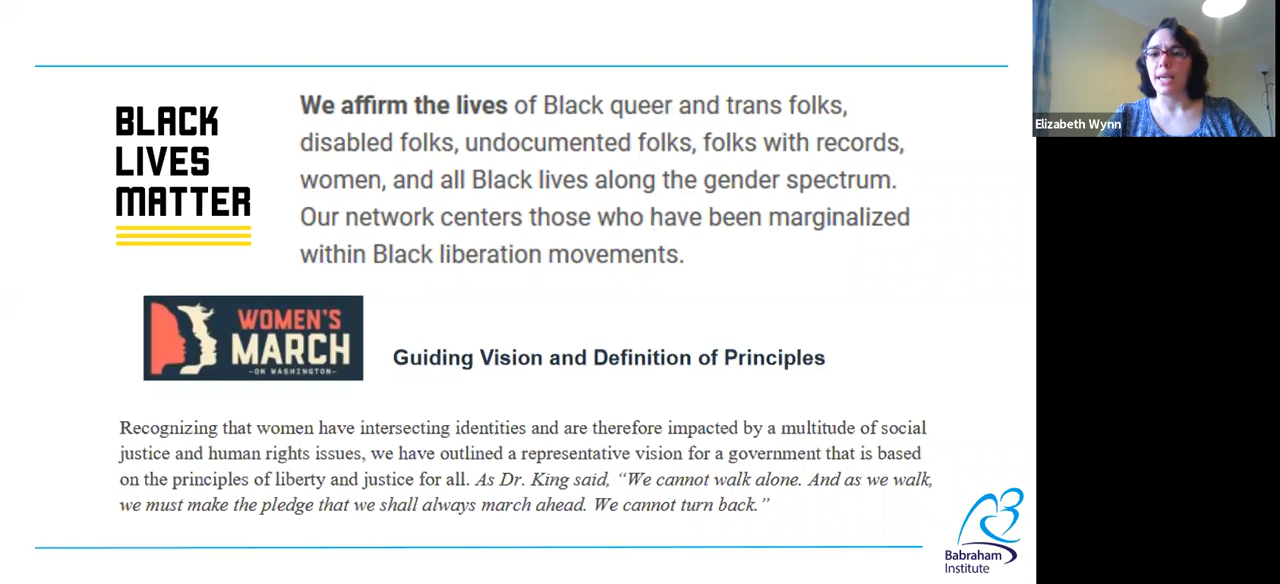 BLACK
LIVES
MATTER
We affirm the lives of Black queer and trans folks,
disabled folks, undocumented folks, folks with records,
women, and all Black lives along the gender spectrum.
Our network centers those who have been marginalized
within Black liberation movements.
WOMEN'S
MARCH
-ON WASHINGTON-
Guiding Vision and Definition of Principles
Recognizing that women have intersecting identities and are therefore impacted by a multitude of social
justice and human rights issues, we have outlined a representative vision for a government that is based
on the principles of liberty and justice for all. As Dr. King said, “We cannot walk alone. And as we walk,
we must make the pledge that we shall always march ahead. We cannot turn back.”
Babraham
Institute
Elizabeth Wynn